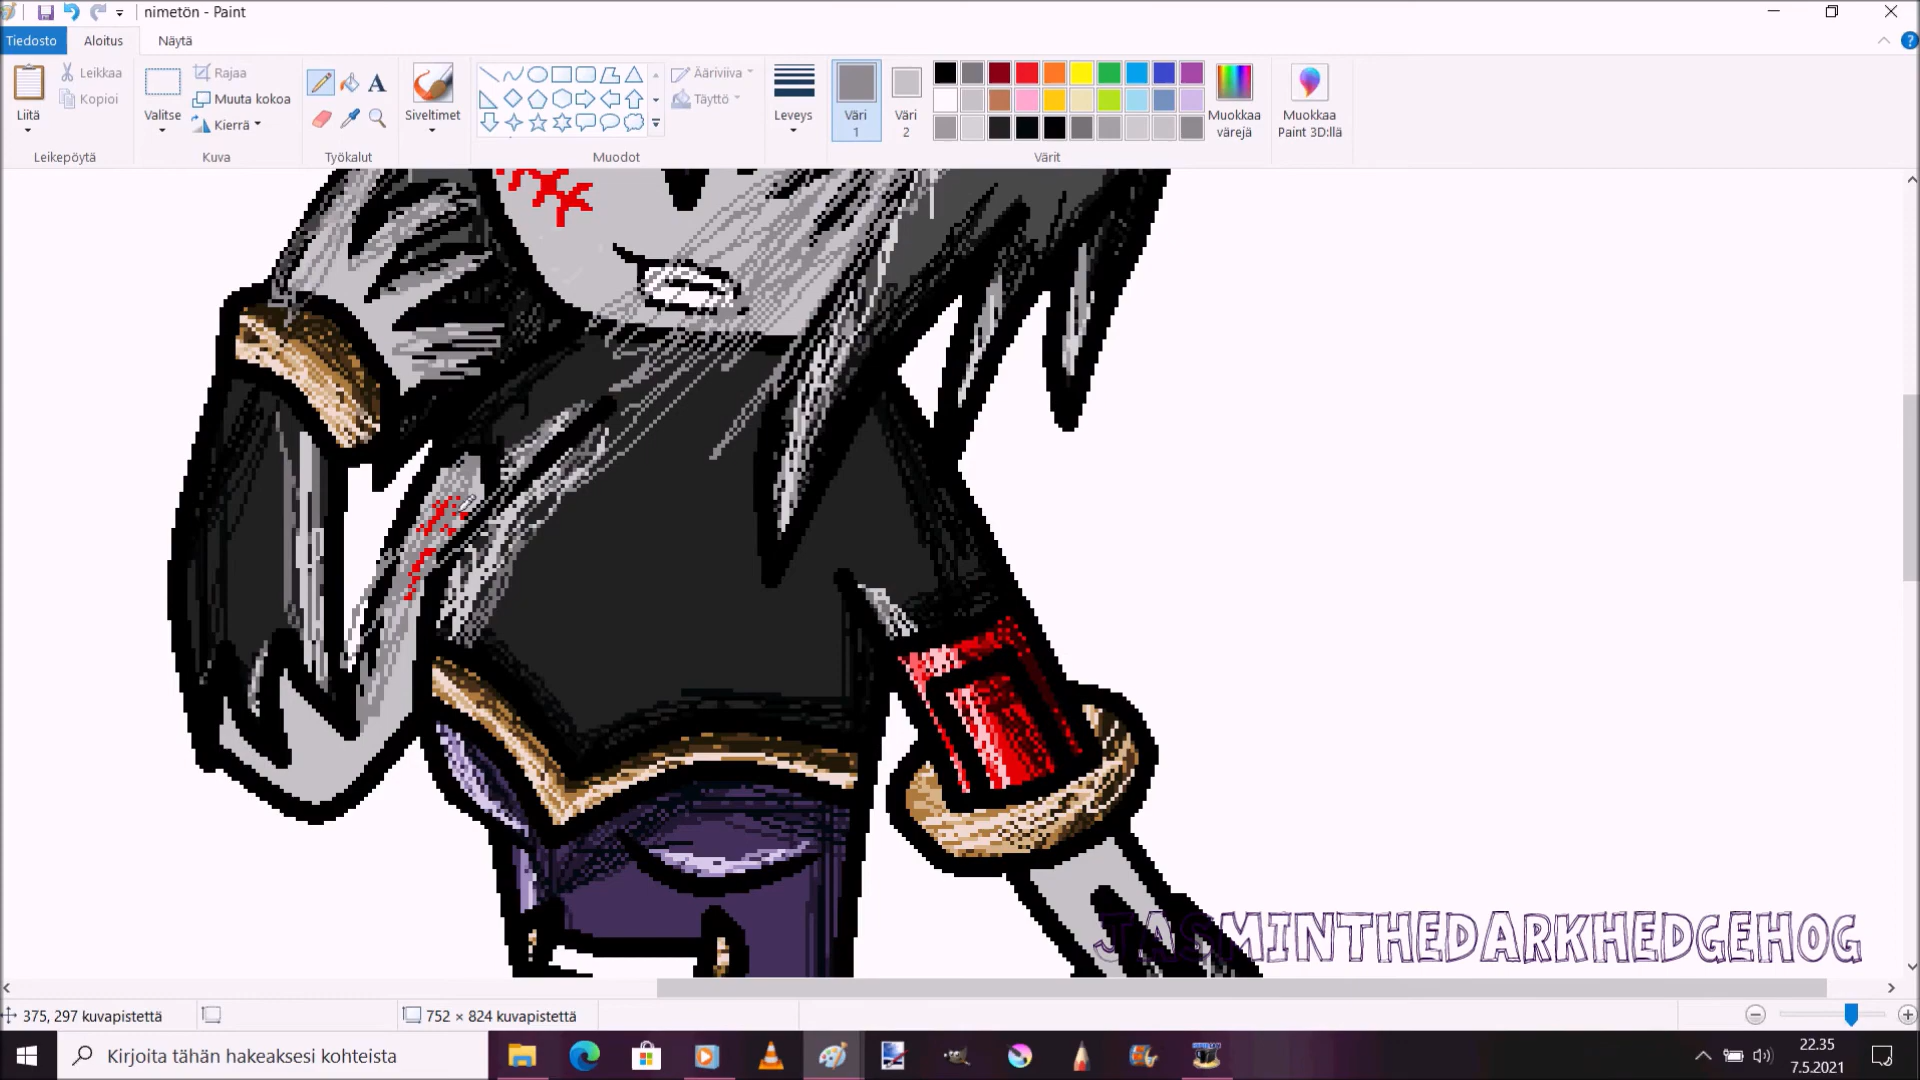 nimetön - Paint
Tiedosto Aloitus Näytä
Liitä
Leikkaa
Kopioi
Leikepöytä
Valitse
Rajaa
Muuta kokoa
Kierrä
Kuva
Työkalut
Siveltimet
Ääriviiva
Täyttö
Muodot
Leveys
Väri
1
Väri
2
Värit
Muokkaa
värejä
Muokkaa
Paint 3D:llä
JASMINTHEDARKHEDGEHOG
375, 297 kuvapistettä
752 × 824 kuvapistettä
Kirjoita tähän hakeaksesi kohteista
22.35
7.5.2021